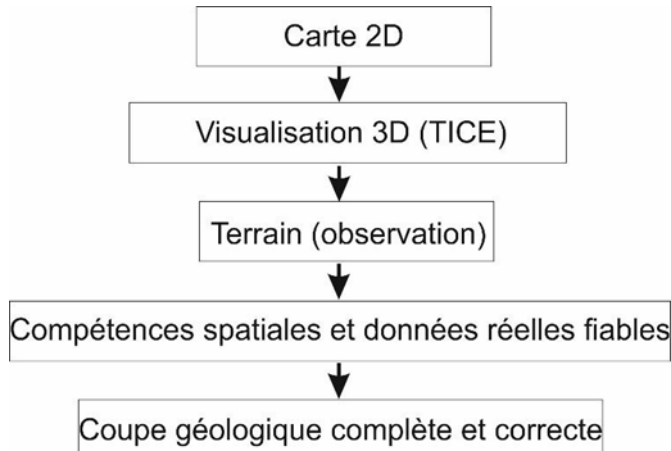 Carte 2D
Visualisation 3D (TICE)
Terrain (observation)
Compétences spatiales et données réelles fiables
Coupe géologique complète et correcte